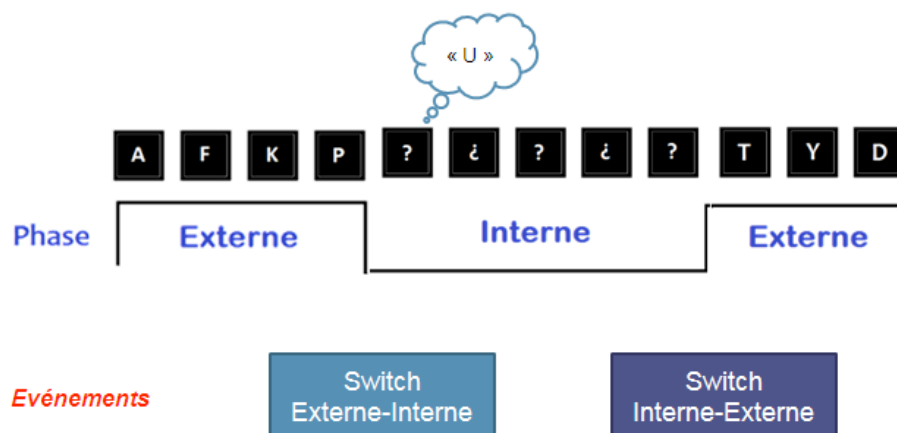 « U »
A F K P ? ¿ ? ¿ ? T Y D
Phase Externe Interne Externe
Switch Switch
Evénements Externe-Interne Interne-Externe